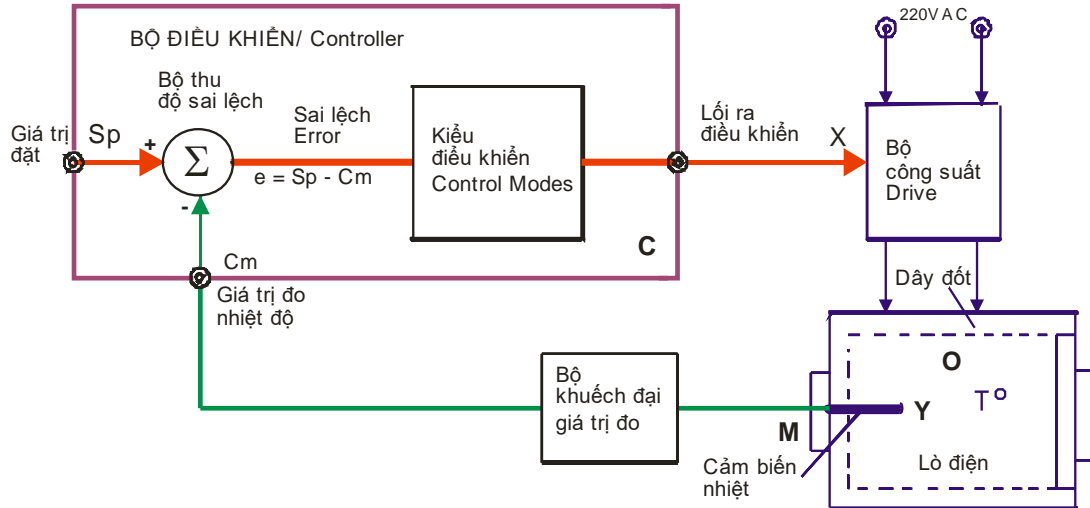 BỘ ĐIỀU KHIỂN/ Controller
220V AC
Bộ thu
độ sai lệch
Giá trị
đặt
Sp
+
Σ
-
Sai lệch
Error
e = Sp - Cm
Kiểu
điều khiển
Control Modes
C
Lối ra
điều khiển
X
Bộ
công suất
Drive
Cm
Giá trị đo
nhiệt độ
Dây đốt
Bộ
khuếch đại
giá trị đo
O
T°
Y
M
Cảm biến
nhiệt
Lò điện